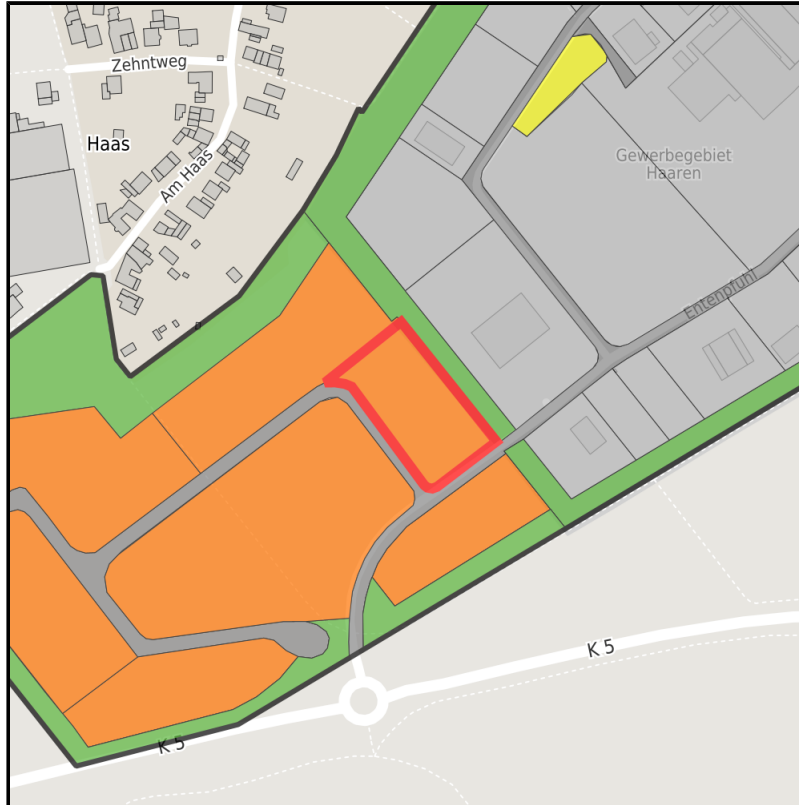 Zehntweg
Haas
Am Haas
Gewerbegebiet
Haaren
Entenpfuhl
K 5
K 5